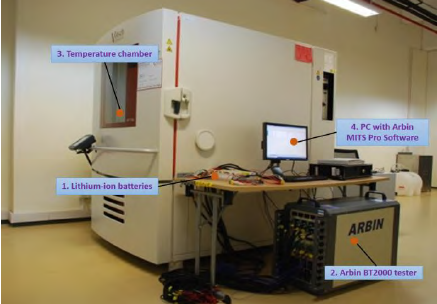 3. Temperature chamber
4. PC with Arbin
MITS Pro Software
1. Lithium-ion batteries
ARBIN
2. Arbin BT2000 tester